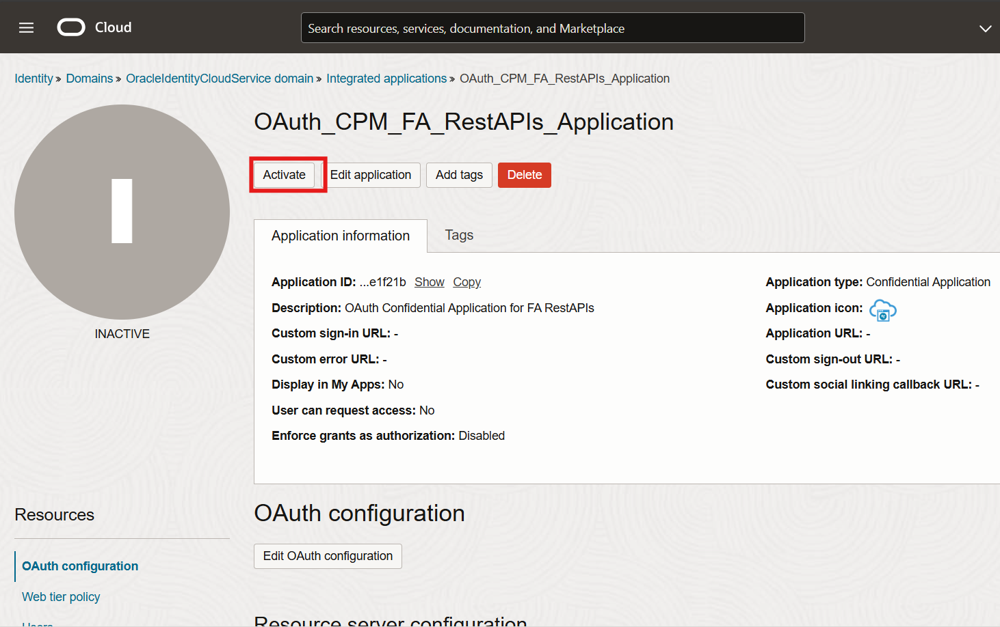 Cloud
Search resources, services, documentation, and Marketplace
Identity » Domains » OracleIdentityCloudService domain » Integrated applications » OAuth_CPM_FA_RestAPIs_Application
I
INACTIVE
OAuth_CPM_FA_RestAPIs_Application
Activate Edit application Add tags Delete
Application information Tags
Application ID: ...e1f21b Show Copy
Description: OAuth Confidential Application for FA RestAPIs
Custom sign-in URL: -
Custom error URL: -
Display in My Apps: No
User can request access: No
Enforce grants as authorization: Disabled
Application type: Confidential Application
Application icon:
Application URL: -
Custom sign-out URL: -
Custom social linking callback URL: -
Resources
OAuth configuration
Web tier policy
Users
OAuth configuration
Edit OAuth configuration
Resource server configuration